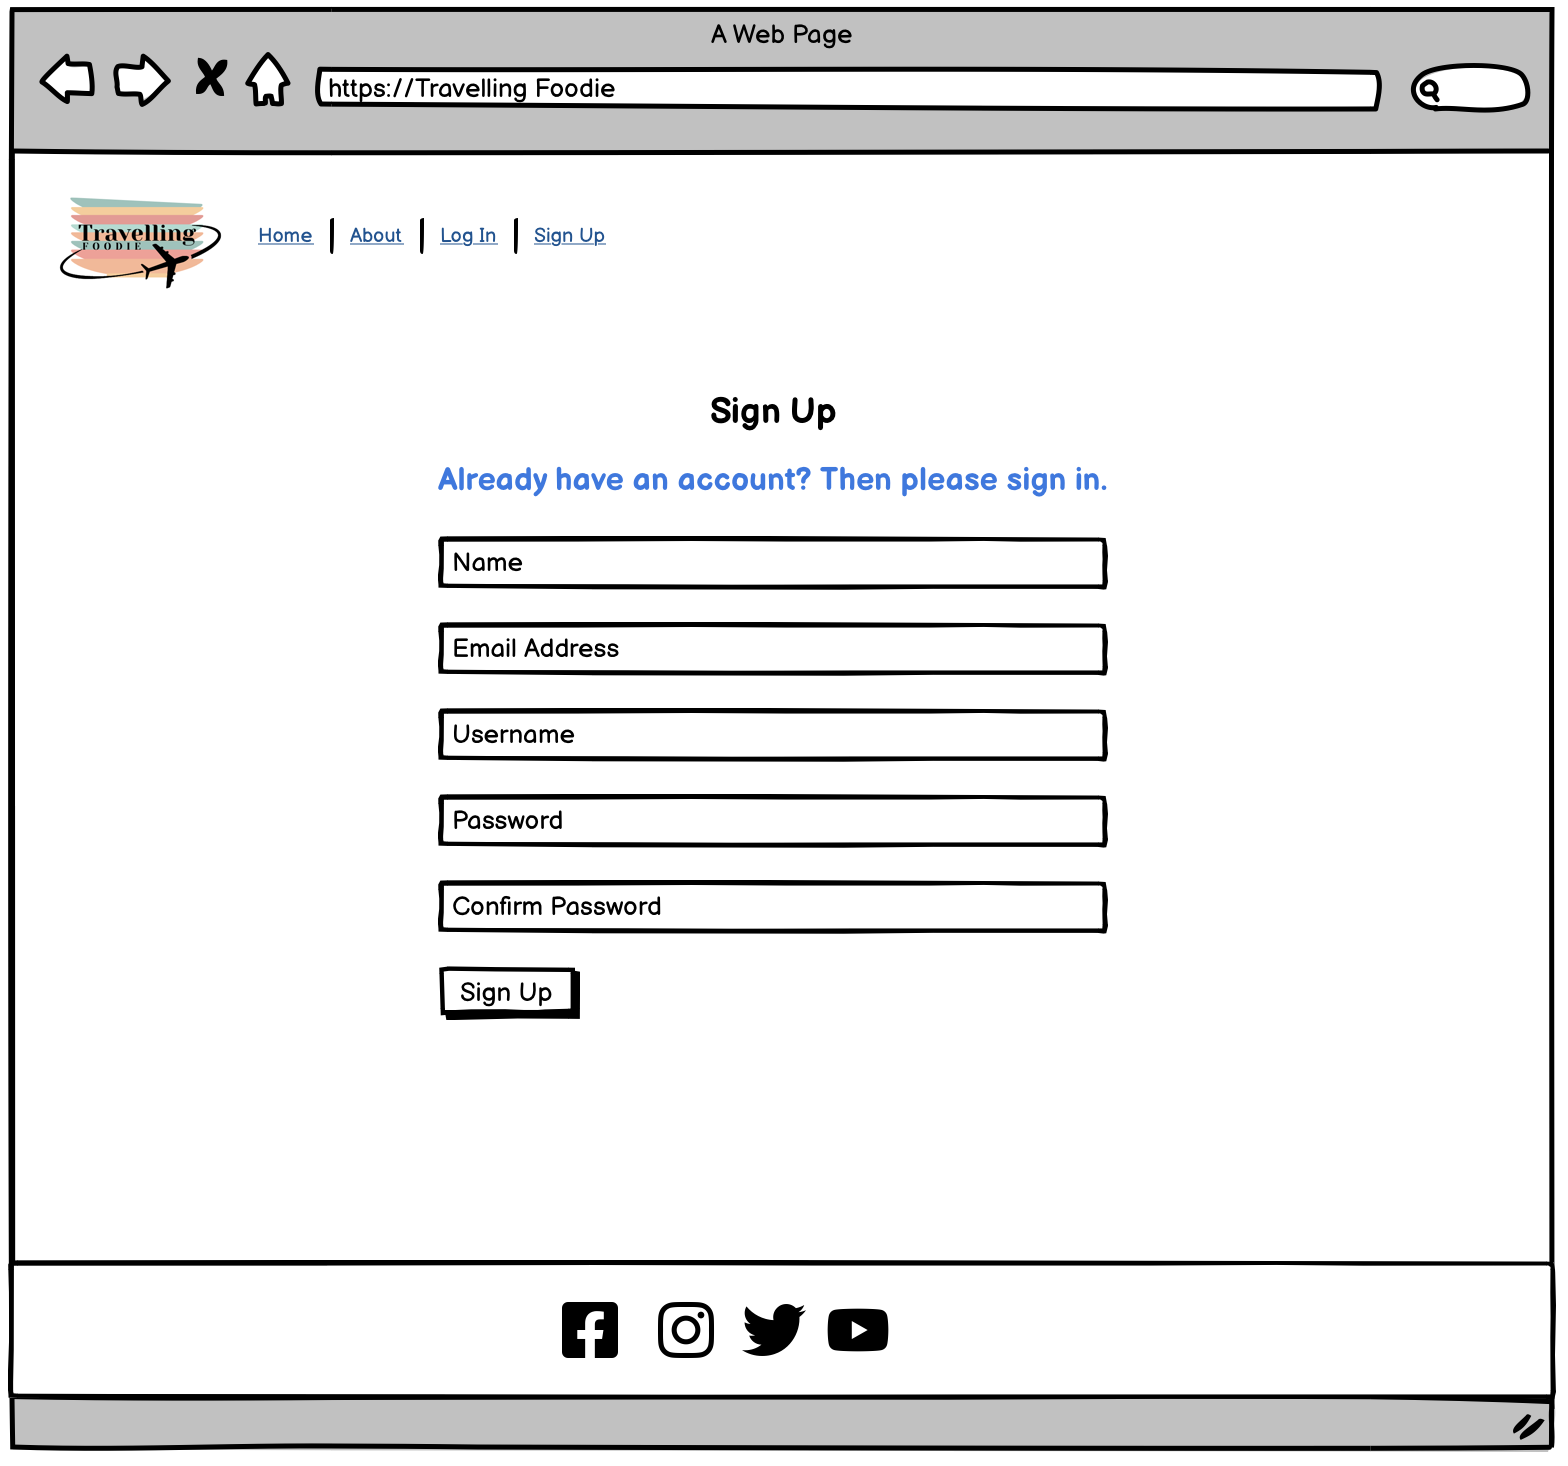 A Web Page
https://Travelling Foodie
Travelling
FOODIE
Home
About
Log In
Sign Up
Sign Up
Already have an account? Then please sign in.
Name
Email Address
Username
Password
Confirm Password
Sign Up